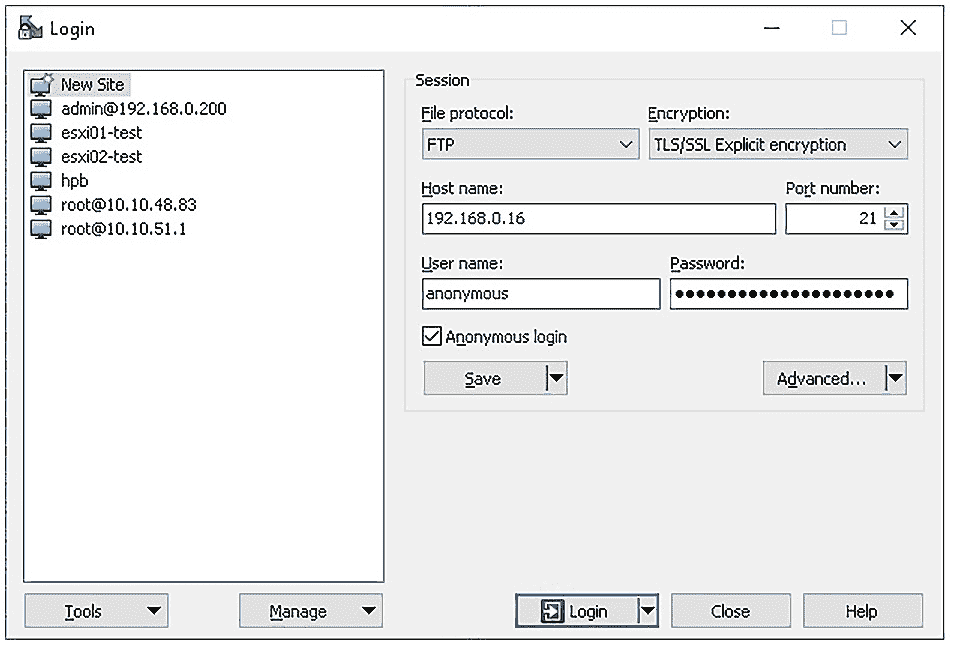 Login
New Site
admin@192.168.0.200
esxi01-test
esxi02-test
hpb
root@10.10.48.83
root@10.10.51.1
Session
File protocol:
Encryption:
FTP
TLS/SSL Explicit encryption
Host name:
Port number:
192.168.0.16
21
User name:
Password:
anonymous
●●●●●●●●●●●●●●●●●●●●●
Anonymous login
Save
Advanced...
Tools
Manage
Login
Close
Help